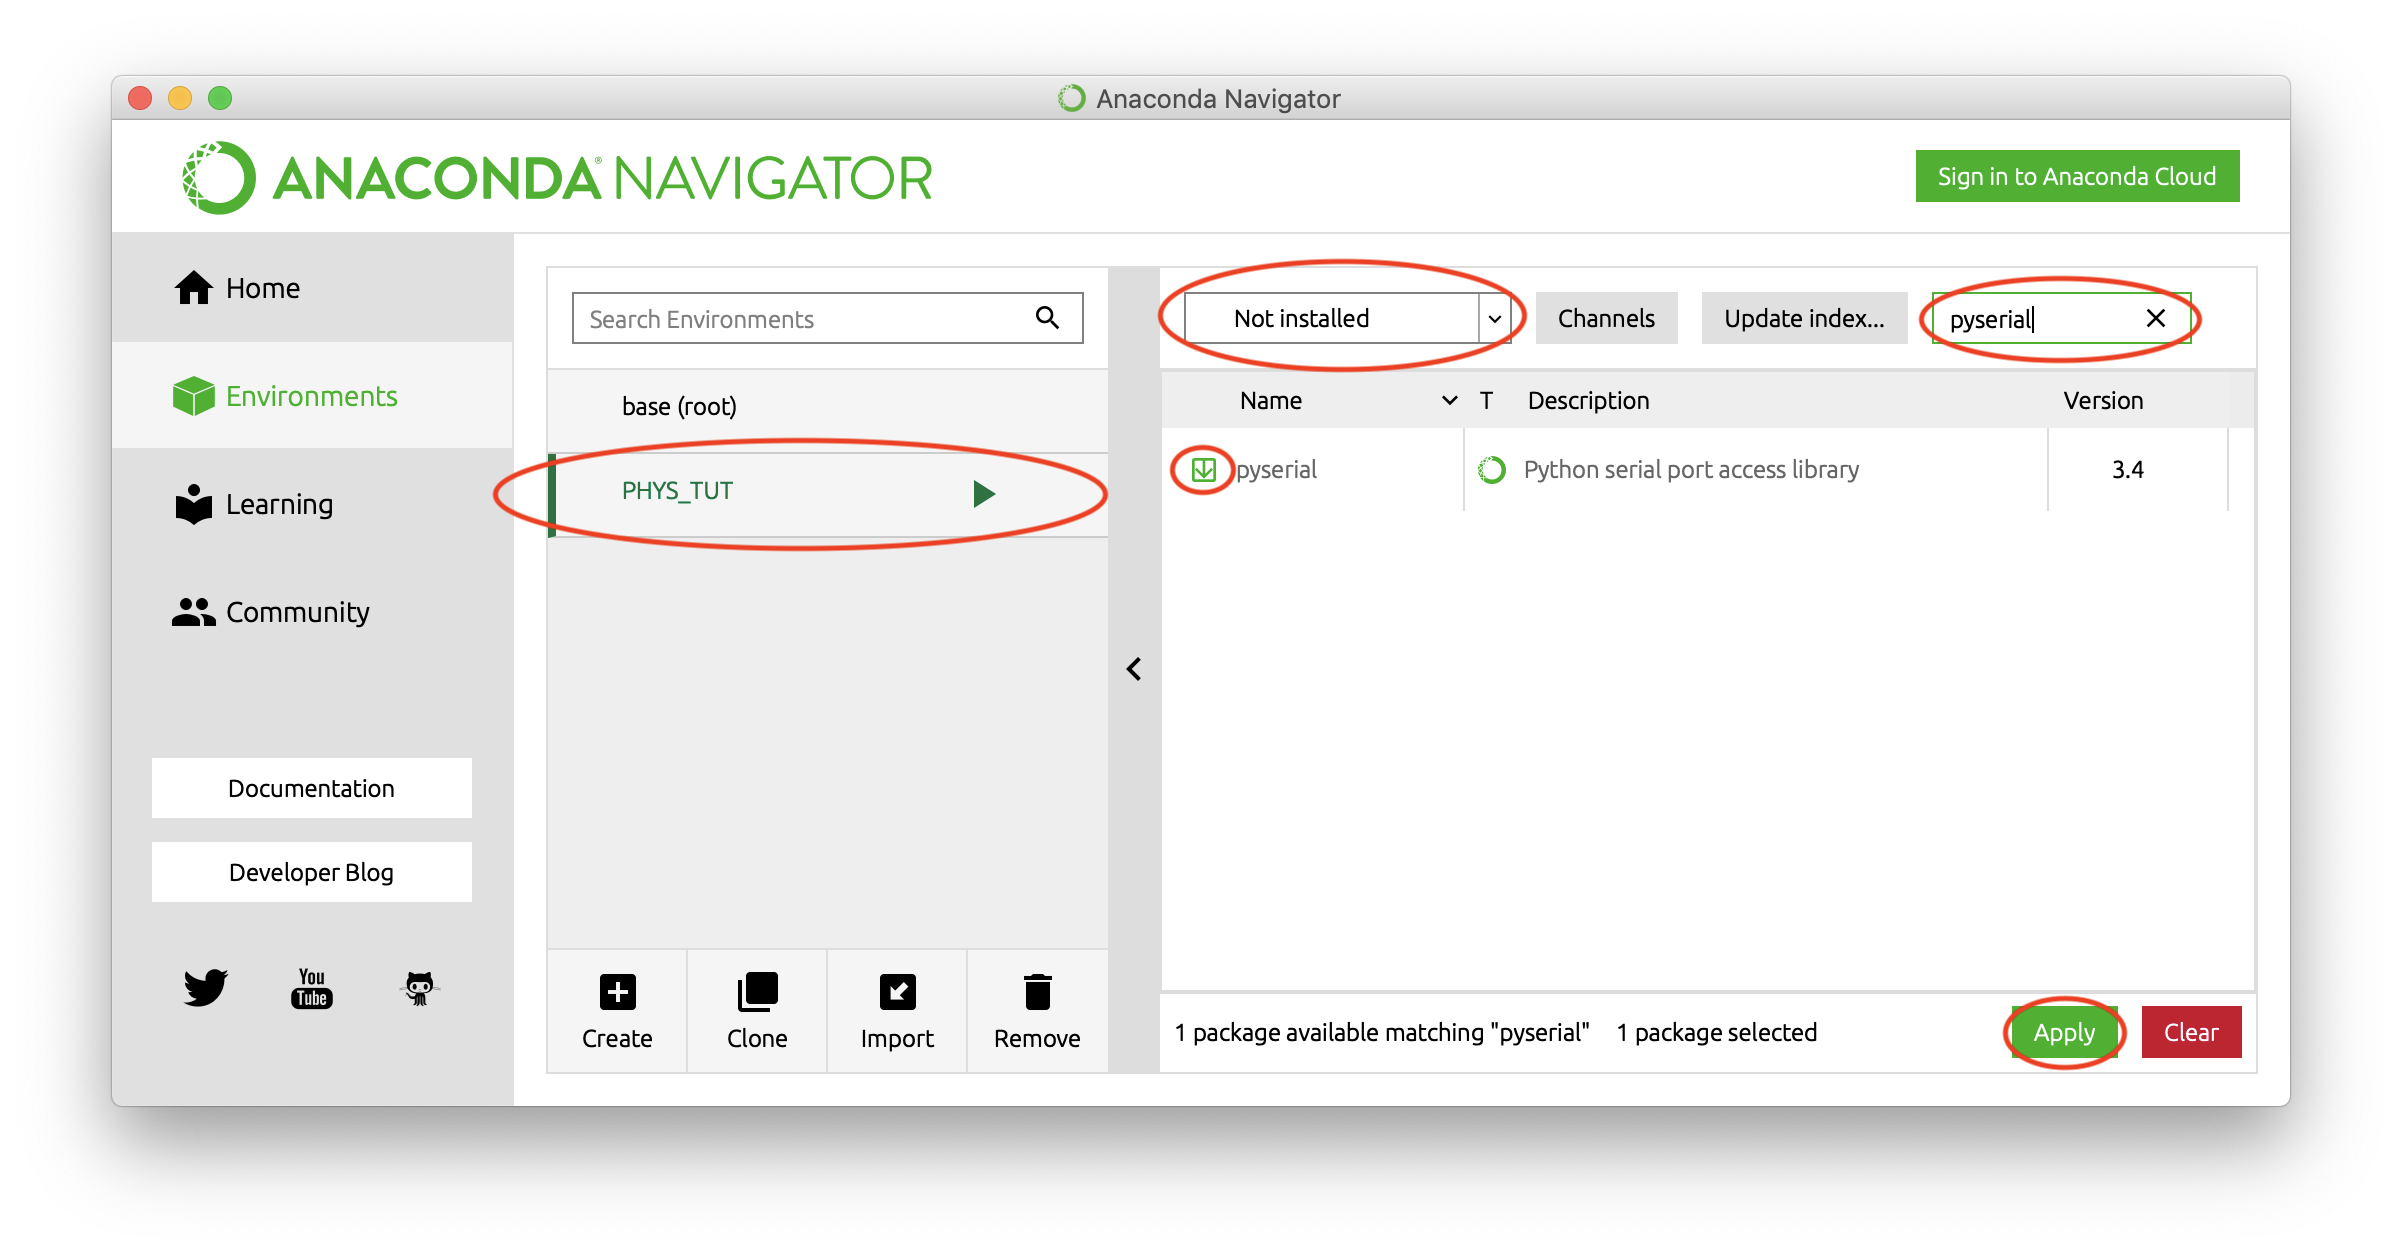 Anaconda Navigator
ANACONDA® NAVIGATOR
Sign in to Anaconda Cloud
Home
Environments
Learning
Community
Documentation
Developer Blog
You
Tube
Search Environments
base (root)
PHYS_TUT
Create
Clone
Import
Remove
Not installed
Channels
Update index...
pyserial
Name
T
Description
Version
pyserial
Python serial port access library
3.4
1 package available matching "pyserial"
1 package selected
Apply
Clear